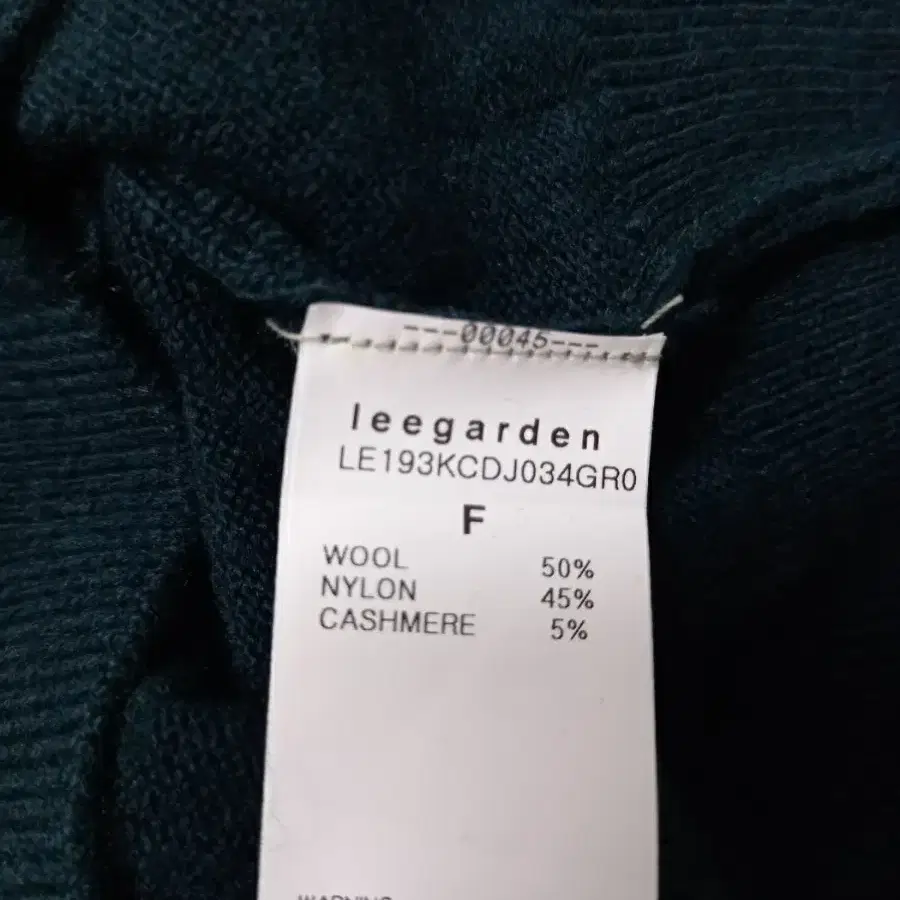 ---00045---
leegarden
LE193KCDJ034GR0
F
WOOL 50%
NYLON 45%
CASHMERE 5%